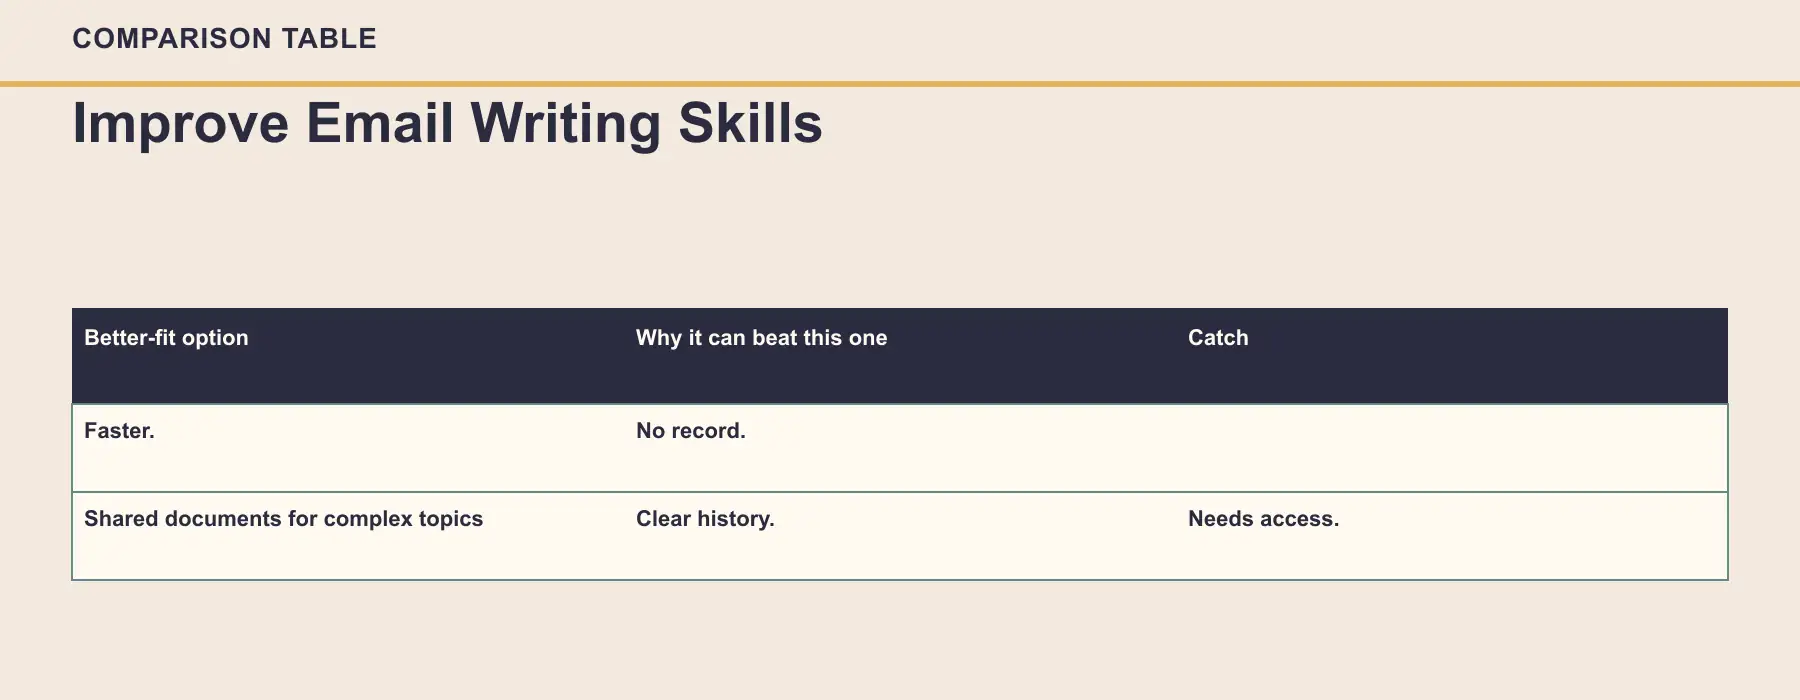 COMPARISON TABLE
Improve Email Writing Skills
Better-fit option Why it can beat this one Catch
Faster. No record.
Shared documents for complex topics Clear history. Needs access.